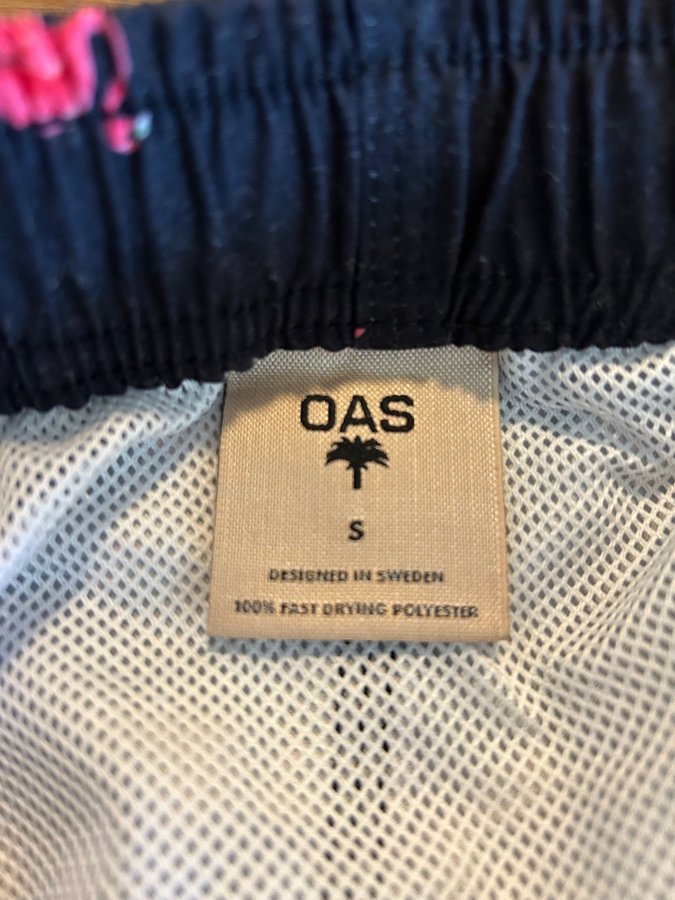 OAS
S
DESIGNED IN SWEDEN
100% FAST DRYING POLYESTER